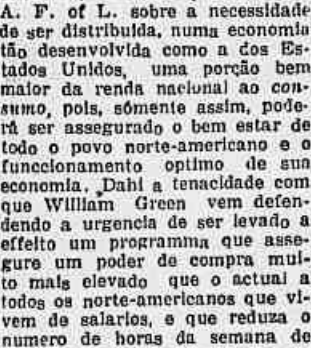 A. F. of L. sobre a necessidade
de ser distribuida, numa economia
tão desenvolvida como a dos Es-
tados Unidos, uma porção bem
maior da renda nacional ao con-
sumo, pois, sómente assim, pode-
rá ser assegurado o bem estar de
todo o povo norte-americano e o
funccionamento optimo de sua
economia. Dahi a tenacidade com
que William Green vem defen-
dendo a urgencia de ser levado a
effeito um programma que asse-
gure um poder de compra mui-
to mais elevado que o actual a
todos os norte-americanos que vi-
vem de salarios, e que reduza o
numero de horas da semana de